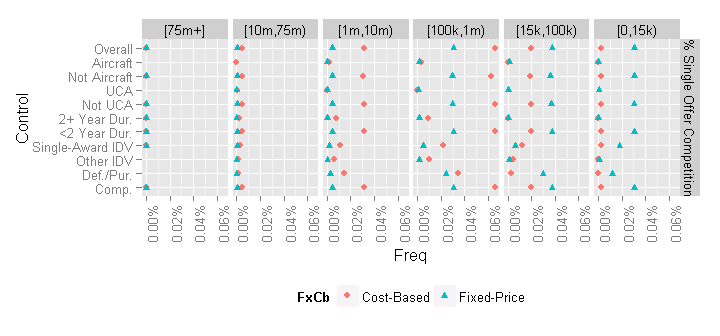 [75m+] [10m,75m) [1m,10m) [100k,1m) [15k,100k) [0,15k)
Control
Overall
Aircraft
Not Aircraft
UCA
Not UCA
2+ Year Dur.
<2 Year Dur.
Single-Award IDV
Other IDV
Def./Pur.
Comp.
% Single Offer Competition
0.00% 0.02% 0.04% 0.06% 0.00% 0.02% 0.04% 0.06% 0.00% 0.02% 0.04% 0.06% 0.00% 0.02% 0.04% 0.06% 0.00% 0.02% 0.04% 0.06% 0.00% 0.02% 0.04% 0.06%
Freq
FxCb Cost-Based Fixed-Price